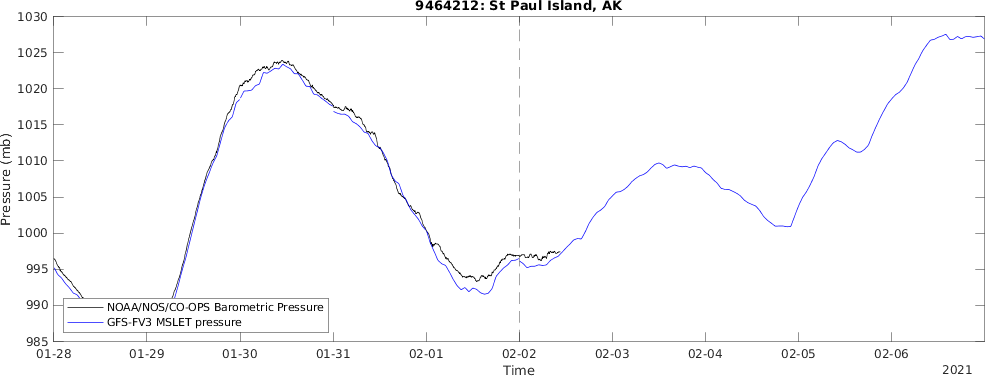 9464212: St Paul Island, AK
1030
1025
1020
1015
1010
1005
1000
995
990
985
Pressure (mb)
NOAA/NOS/CO-OPS Barometric Pressure
GFS-FV3 MSLET pressure
01-28 01-29 01-30 01-31 02-01 02-02 02-03 02-04 02-05 02-06
Time
2021